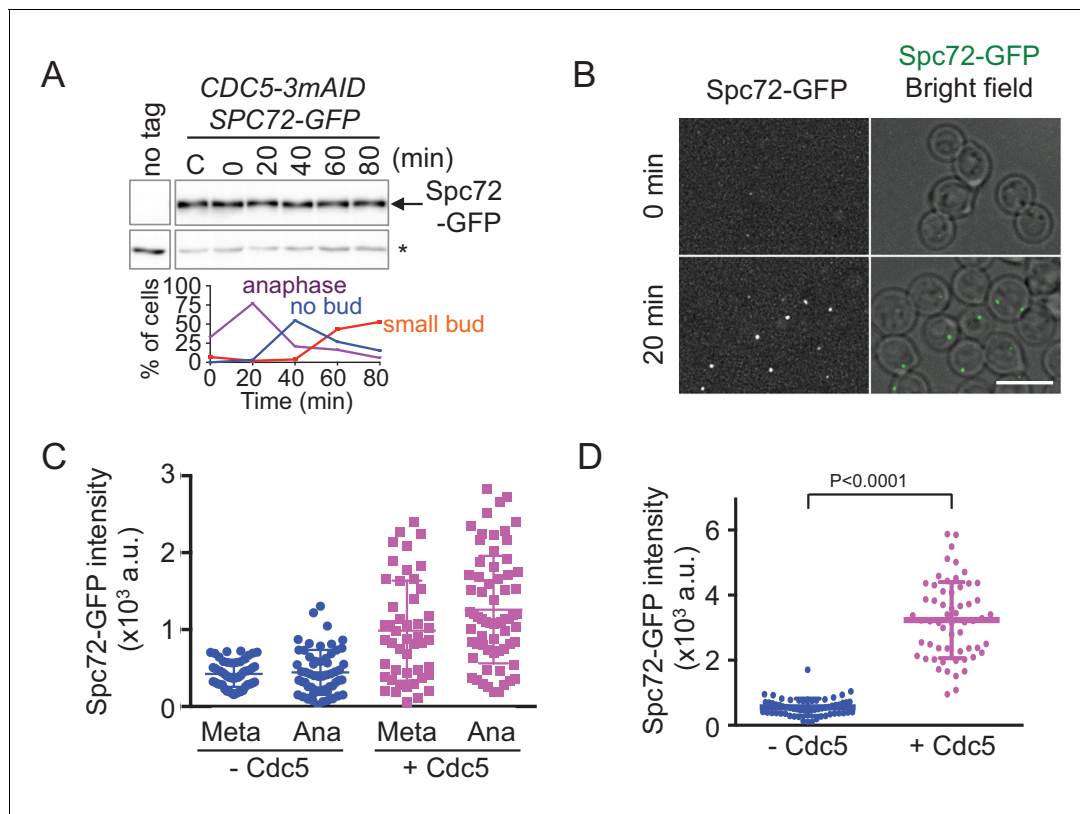 A
CDC5-3mAID
SPC72-GFP
no tag
C 0 20 40 60 80 (min)
Spc72
-GFP
*
% of cells
100
75
50
25
0
anaphase
no bud
small bud
0 20 40 60 80
Time (min)
B
Spc72-GFP
Spc72-GFP
Bright field
0 min
20 min
C
Spc72-GFP intensity
(x10³ a.u.)
3
2
1
0
Meta Ana Meta Ana
- Cdc5 + Cdc5
D
P<0.0001
Spc72-GFP intensity
(x10³ a.u.)
6
4
2
0
- Cdc5 + Cdc5